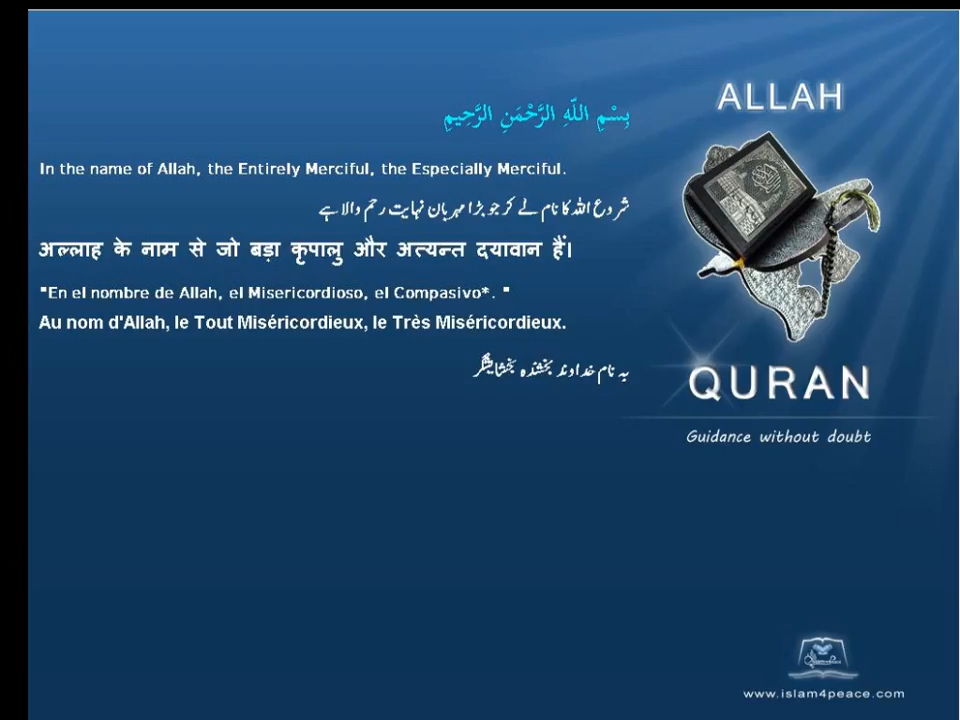 بِسْمِ اللَّهِ الرَّحْمَنِ الرَّحِيمِ
In the name of Allah, the Entirely Merciful, the Especially Merciful.
شروع الله کا نام لے کر جو بڑا مہربان نہایت رحم والا ہے
अल्लाह के नाम से जो बड़ा कृपालु और अत्यन्त दयावान हैं।
"En el nombre de Allah, el Misericordioso, el Compasivo*. "
Au nom d'Allah, le Tout Miséricordieux, le Très Miséricordieux.
به نام خداوند بخشنده بخشایشگر
ALLAH
QURAN
Guidance without doubt
www.islam4peace.com